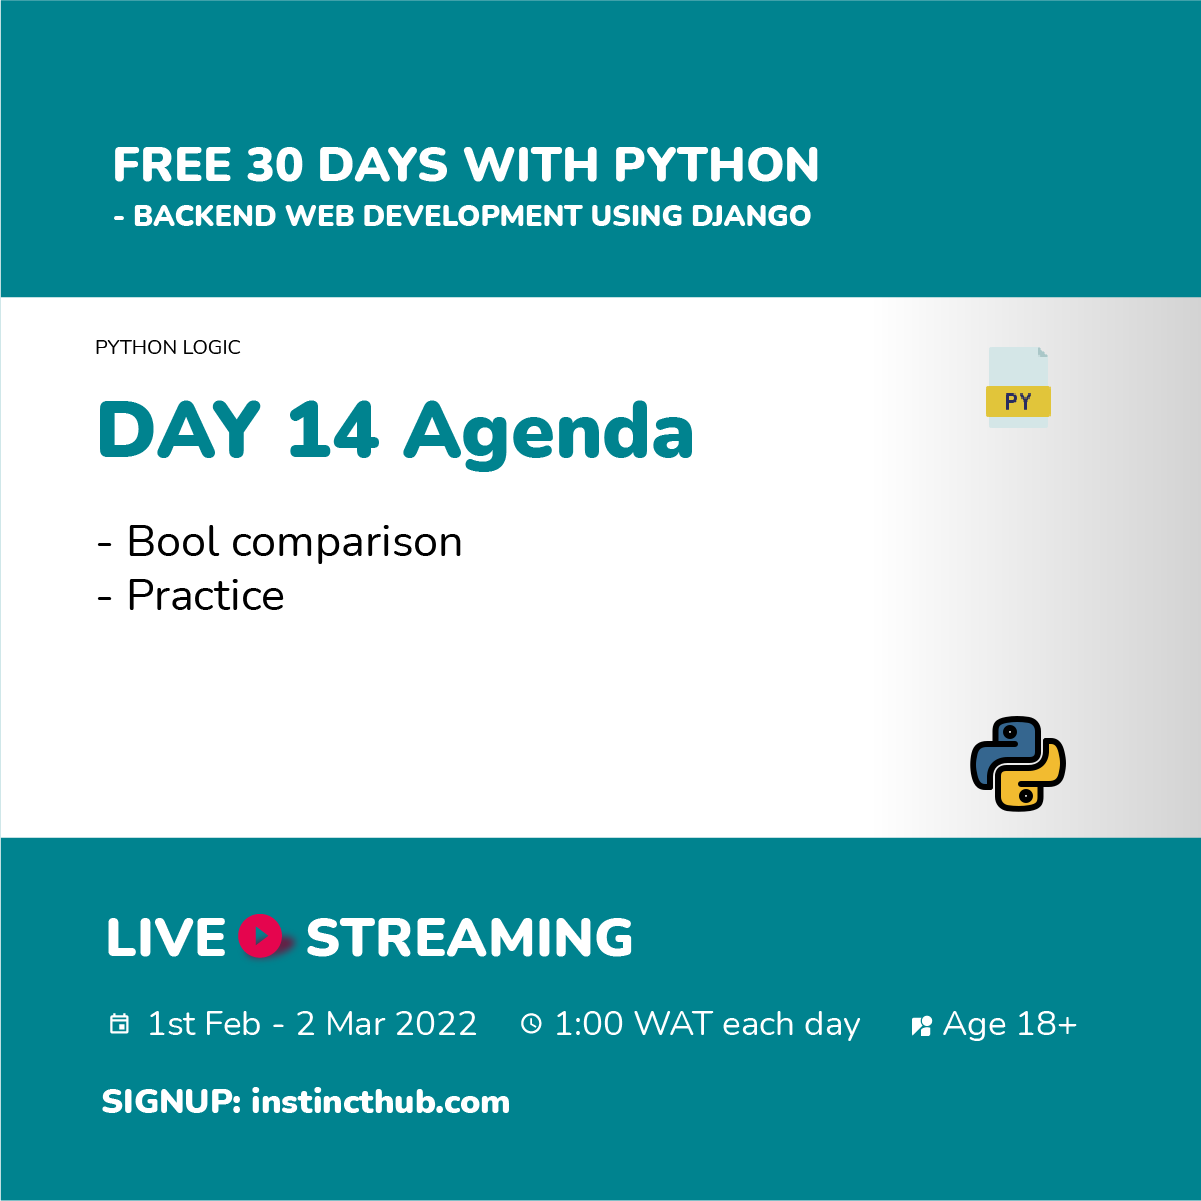 FREE 30 DAYS WITH PYTHON
- BACKEND WEB DEVELOPMENT USING DJANGO
PYTHON LOGIC
PY
DAY 14 Agenda
- Bool comparison
- Practice
LIVE STREAMING
1st Feb - 2 Mar 2022 1:00 WAT each day Age 18+
SIGNUP: instincthub.com